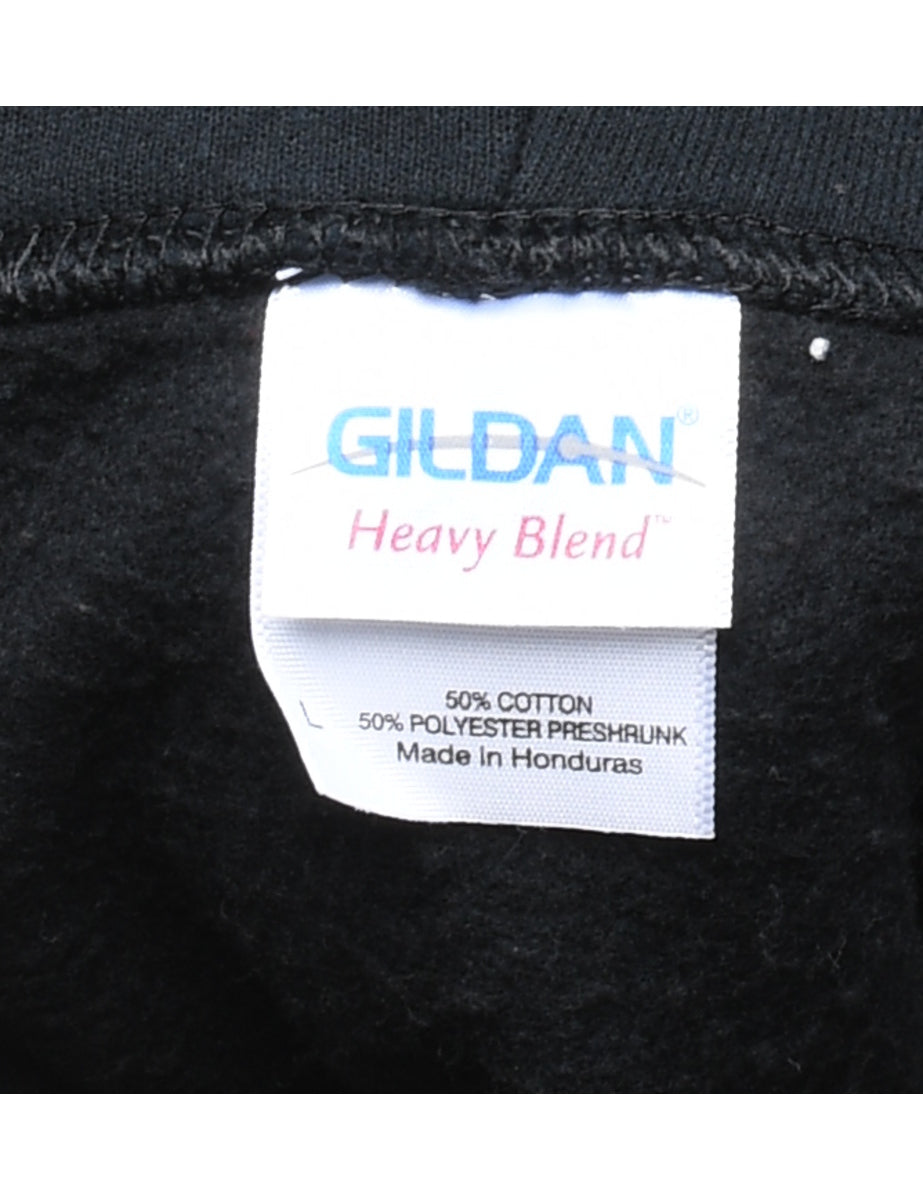 GILDAN®
Heavy Blend™
L
50% COTTON
50% POLYESTER PRESHRUNK
Made In Honduras